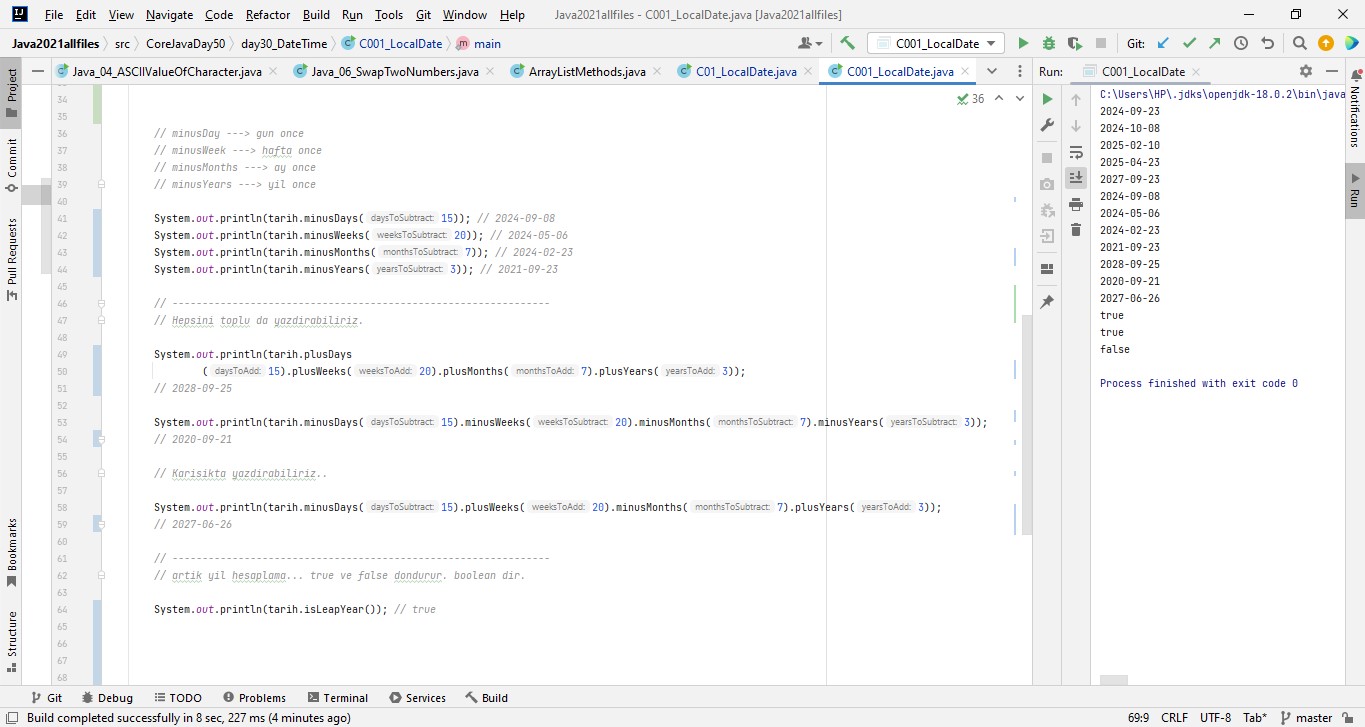 File Edit View Navigate Code Refactor Build Run Tools Git Window Help Java2021allfiles - C001_LocalDate.java [Java2021allfiles]
Java2021allfiles src CoreJavaDay50 day30_DateTime C001_LocalDate main C001_LocalDate Git:
Java_04_ASCIIValueOfCharacter.java Java_06_SwapTwoNumbers.java ArrayListMethods.java C01_LocalDate.java C001_LocalDate.java Run: C001_LocalDate
Project
Commit
Pull Requests
Bookmarks
Structure
36
34
35
36 // minusDay ---> gun once
37 // minusWeek ---> hafta once
38 // minusMonths ---> ay once
39 // minusYears ---> yil once
40
41 System.out.println(tarih.minusDays( daysToSubtract: 15)); // 2024-09-08
42 System.out.println(tarih.minusWeeks( weeksToSubtract: 20)); // 2024-05-06
43 System.out.println(tarih.minusMonths( monthsToSubtract: 7)); // 2024-02-23
44 System.out.println(tarih.minusYears( yearsToSubtract: 3)); // 2021-09-23
45
46 // ---------------------------------------------------------------
47 // Hepsini toplu da yazdirabiliriz.
48
49 System.out.println(tarih.plusDays
50 ( daysToAdd: 15).plusWeeks( weeksToAdd: 20).plusMonths( monthsToAdd: 7).plusYears( yearsToAdd: 3));
51 // 2028-09-25
52
53 System.out.println(tarih.minusDays( daysToSubtract: 15).minusWeeks( weeksToSubtract: 20).minusMonths( monthsToSubtract: 7).minusYears( yearsToSubtract: 3));
54 // 2020-09-21
55
56 // Karisikta yazdirabiliriz..
57
58 System.out.println(tarih.minusDays( daysToSubtract: 15).plusWeeks( weeksToAdd: 20).minusMonths( monthsToSubtract: 7).plusYears( yearsToAdd: 3));
59 // 2027-06-26
60
61 // ---------------------------------------------------------------
62 // artik yil hesaplama... true ve false dondurur. boolean dir.
63
64 System.out.println(tarih.isLeapYear()); // true
65
66
67
68
C:\Users\HP\.jdks\openjdk-18.0.2\bin\java
2024-09-23
2024-10-08
2025-02-10
2025-04-23
2027-09-23
2024-09-08
2024-05-06
2024-02-23
2021-09-23
2028-09-25
2020-09-21
2027-06-26
true
true
false
Process finished with exit code 0
Notifications
Run
Git Debug TODO Problems Terminal Services Build
Build completed successfully in 8 sec, 227 ms (4 minutes ago) 69:9 CRLF UTF-8 Tab* master